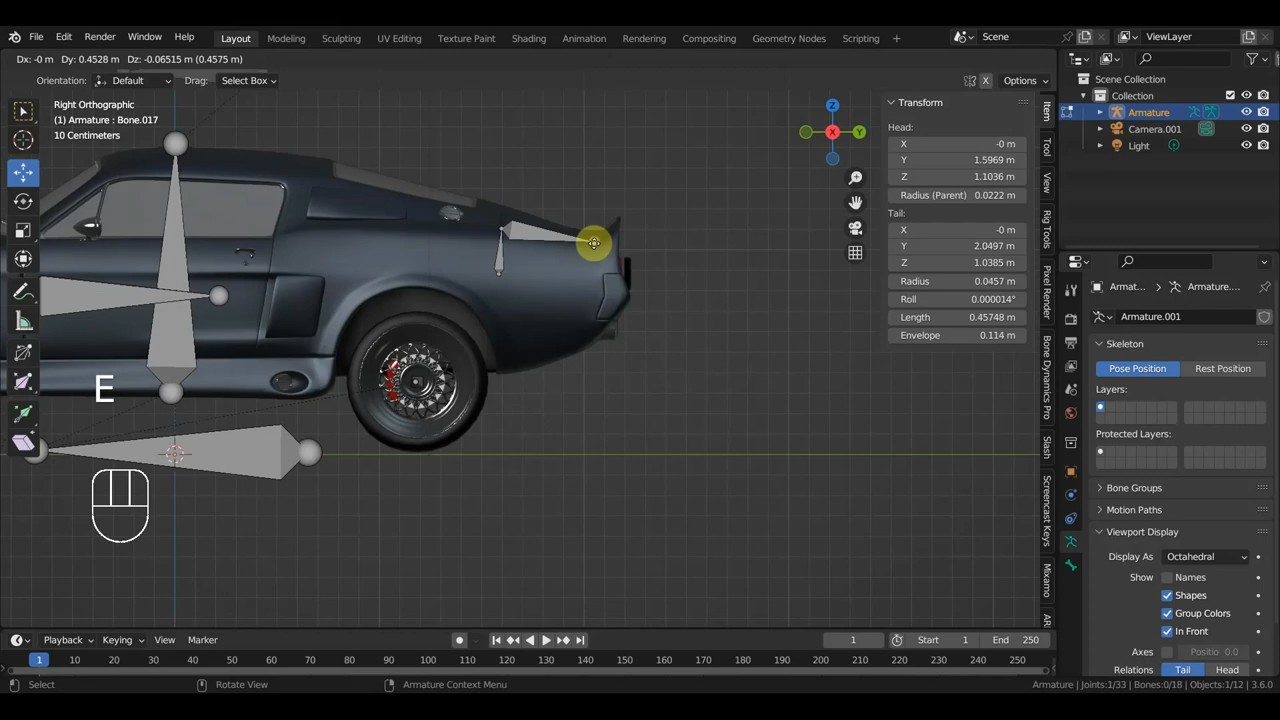 File Edit Render Window Help Layout Modeling Sculpting UV Editing Texture Paint Shading Animation Rendering Compositing Geometry Nodes Scripting + Scene ViewLayer
Dx: -0 m Dy: 0.4528 m Dz: -0.06515 m (0.4575 m)
Orientation: Default Drag: Select Box X Options
Right Orthographic
(1) Armature : Bone.017
10 Centimeters
Z
Y
X
Transform
Head:
X -0 m
Y 1.5969 m
Z 1.1036 m
Radius (Parent) 0.0222 m
Tail:
X -0 m
Y 2.0497 m
Z 1.0385 m
Radius 0.0457 m
Roll 0.000014°
Length 0.45748 m
Envelope 0.114 m
Item
Tool
View
Rig Tools
Pixel Render
Bone Dynamics Pro
Slash
Screencast Keys
Mixamo
E
Scene Collection
Collection
Armature
Camera.001
Light
Armat... Armature....
Armature.001
Skeleton
Pose Position Rest Position
Layers:
Protected Layers:
Bone Groups
Motion Paths
Viewport Display
Display As Octahedral
Show Names
Shapes
Group Colors
In Front
Axes Positio 0.0
Relations Tail Head
Playback Keying View Marker 1 Start 1 End 250
1 10 20 30 40 50 60 70 80 90 100 110 120 130 140 150 160 170 180 190 200 210 220 230 240 250
Select Rotate View Armature Context Menu Armature | Joints:1/33 | Bones:0/18 | Objects:1/12 | 3.6.0